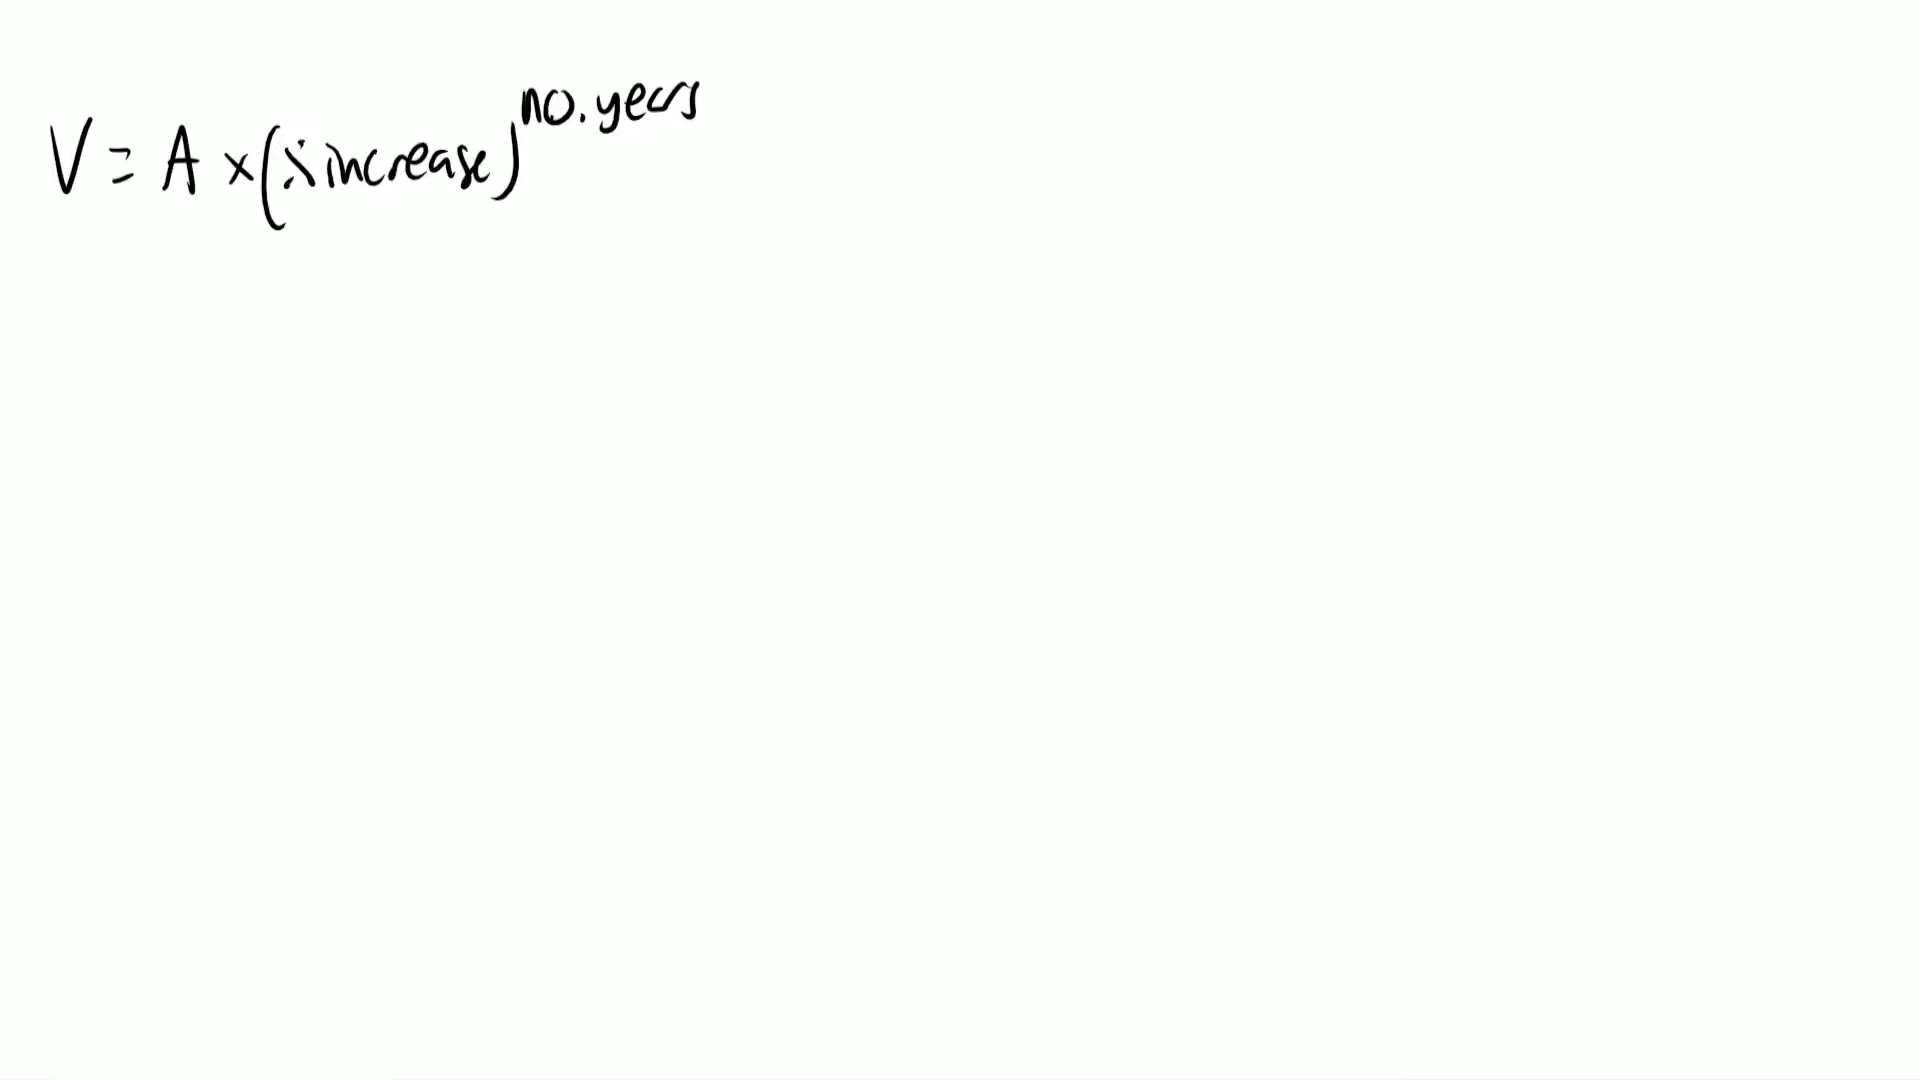 V = A × (% increase)^no. years